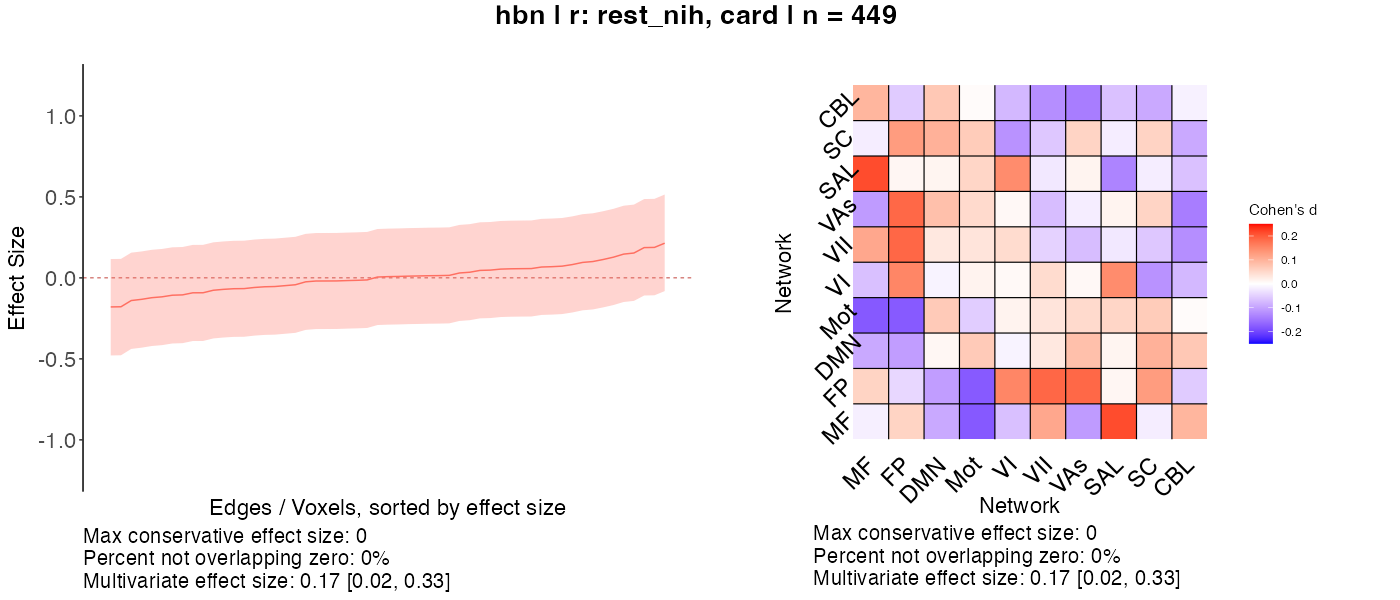 hbn | r: rest_nih, card | n = 449
1.0
0.5
0.0
-0.5
-1.0
Effect Size
Edges / Voxels, sorted by effect size
Max conservative effect size: 0
Percent not overlapping zero: 0%
Multivariate effect size: 0.17 [0.02, 0.33]
Network
CBL
SC
SAL
VAs
VII
VI
Mot
DMN
FP
MF
MF FP DMN Mot VI VII VAs SAL SC CBL
Network
Max conservative effect size: 0
Percent not overlapping zero: 0%
Multivariate effect size: 0.17 [0.02, 0.33]
Cohen's d
0.2
0.1
0.0
-0.1
-0.2